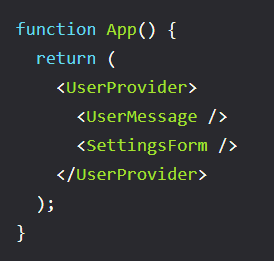 function App() {
  return (
    <UserProvider>
      <UserMessage />
      <SettingsForm />
    </UserProvider>
  );
}